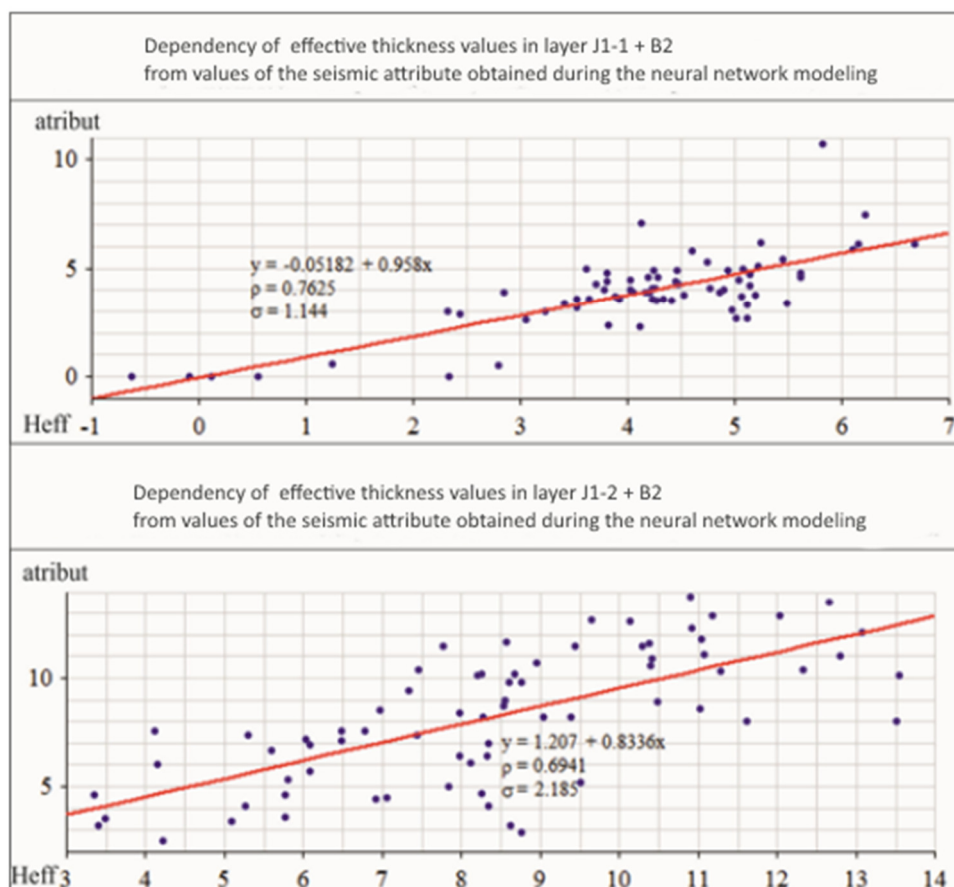 Dependency of effective thickness values in layer J1-1 + B2
from values of the seismic attribute obtained during the neural network modeling
atribut
10
y = -0.05182 + 0.958x
5
ρ = 0.7625
σ = 1.144
0
Heff -1 0 1 2 3 4 5 6 7
Dependency of effective thickness values in layer J1-2 + B2
from values of the seismic attribute obtained during the neural network modeling
atribut
10
y = 1.207 + 0.8336x
ρ = 0.6941
5
σ = 2.185
Heff 3 4 5 6 7 8 9 10 11 12 13 14